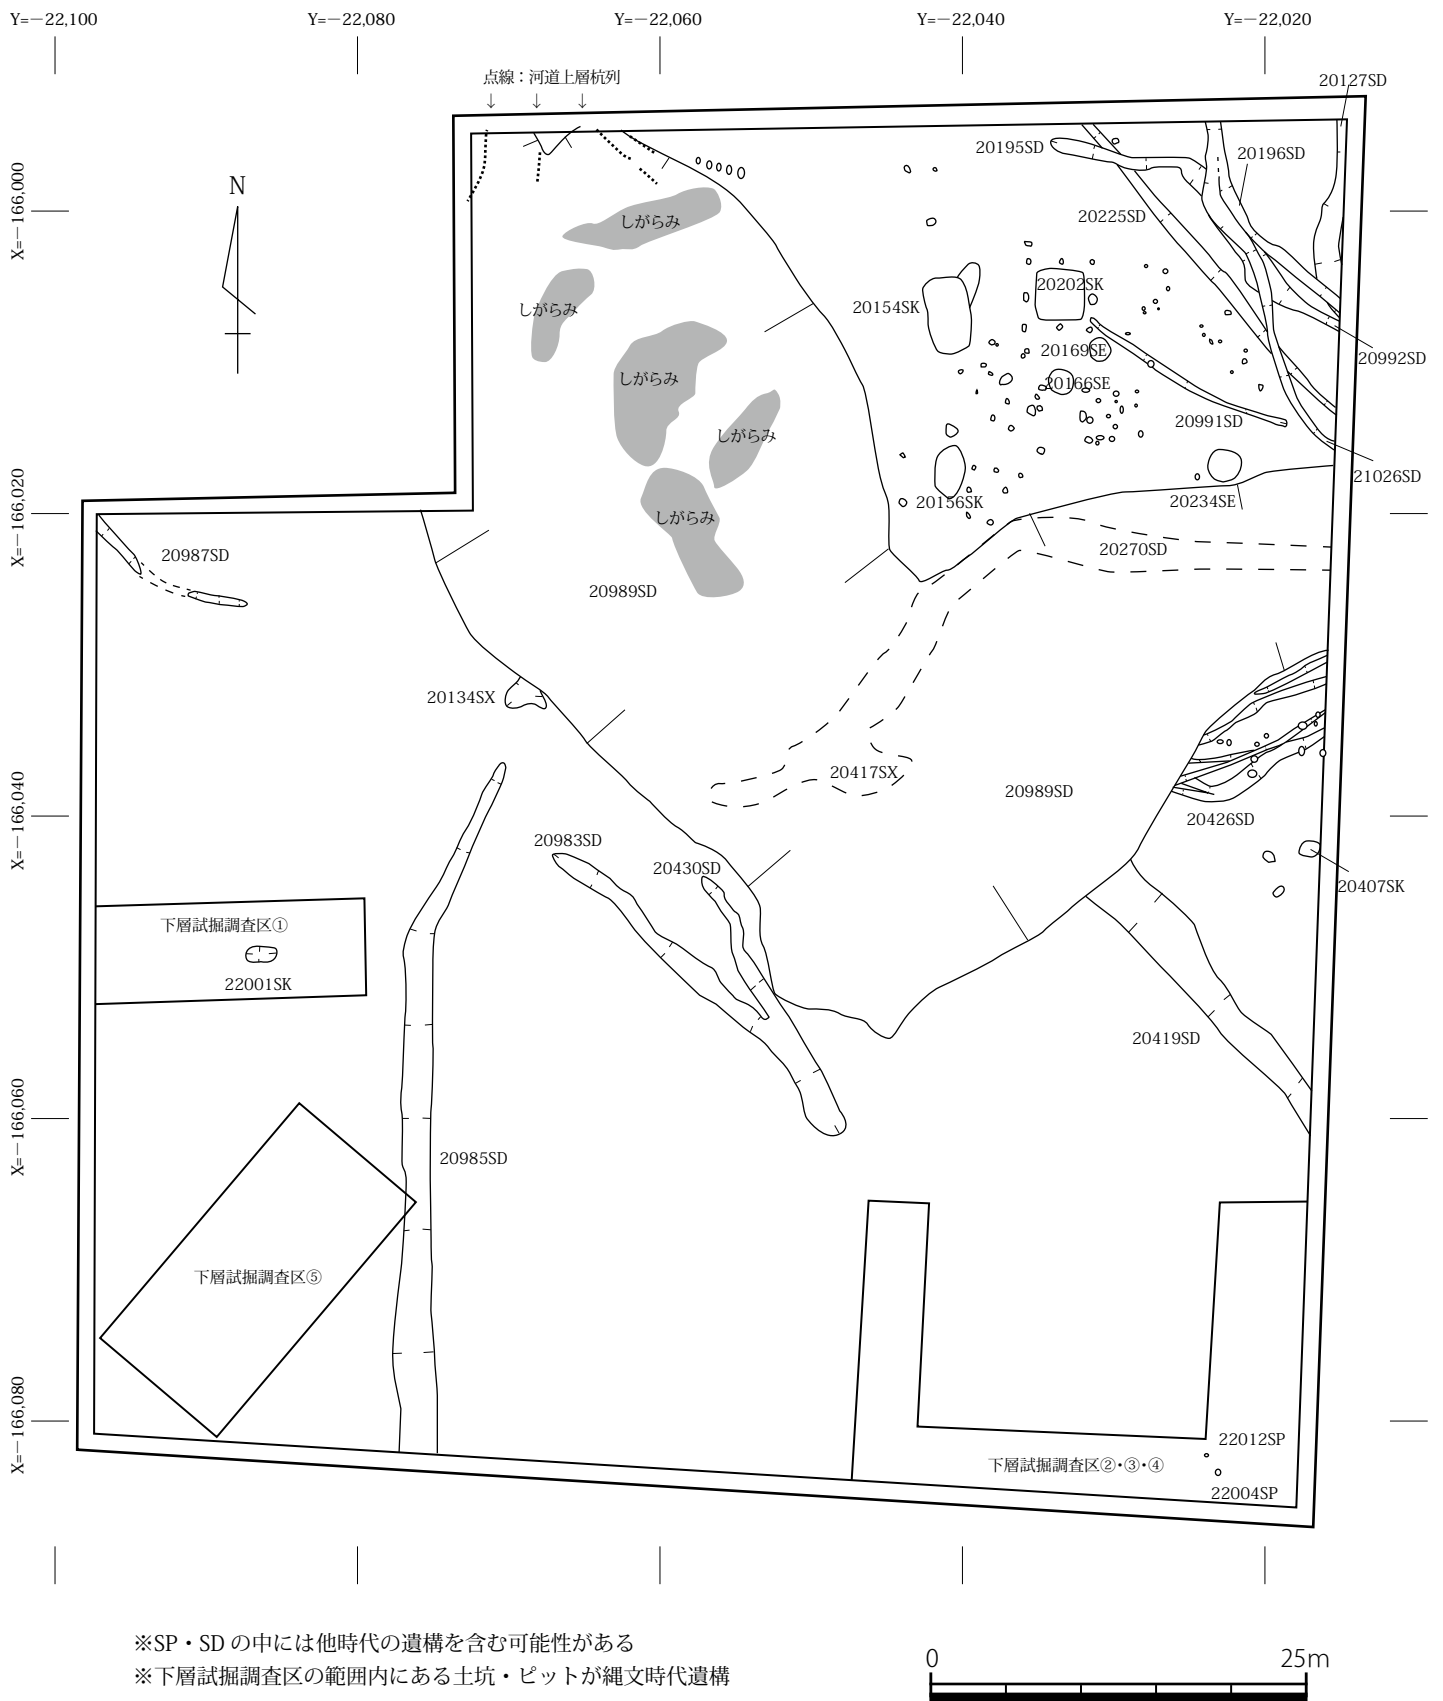 Y=−22,100
Y=−22,080
Y=−22,060
Y=−22,040
Y=−22,020
点線：河道上層杭列
↓ ↓ ↓
20127SD
20195SD
20196SD
N
X=−166,000
20225SD
しがらみ
しがらみ
20202SK
20154SK
20169SE
20992SD
しがらみ
20166SE
20991SD
しがらみ
21026SD
X=−166,020
20156SK
20234SE
しがらみ
20987SD
20270SD
20989SD
20134SX
20417SX
20989SD
X=−166,040
20426SD
20983SD
20430SD
20407SK
下層試掘調査区①
22001SK
20419SD
X=−166,060
20985SD
下層試掘調査区⑤
X=−166,080
22012SP
下層試掘調査区②・③・④
22004SP
※SP・SD の中には他時代の遺構を含む可能性がある
※下層試掘調査区の範囲内にある土坑・ピットが縄文時代遺構
0 25m